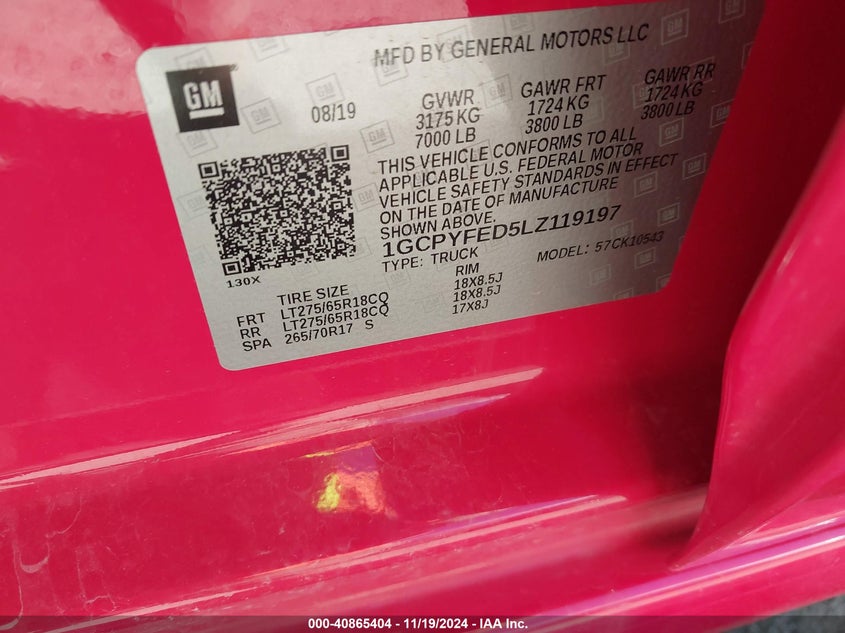 MFD BY GENERAL MOTORS LLC
GM
08/19
GVWR
3175 KG
7000 LB
GAWR FRT
1724 KG
3800 LB
GAWR RR
1724 KG
3800 LB
THIS VEHICLE CONFORMS TO ALL
APPLICABLE U.S. FEDERAL MOTOR
VEHICLE SAFETY STANDARDS IN EFFECT
ON THE DATE OF MANUFACTURE
SHOWN ABOVE.
1GCPYFED5LZ119197
TYPE: TRUCK
MODEL: 57CK10543
130X
TIRE SIZE
RIM
FRT LT275/65R18CQ 18X8.5J
RR LT275/65R18CQ 18X8.5J
SPA 265/70R17 S 17X8J
000-40865404 - 11/19/2024 - IAA Inc.